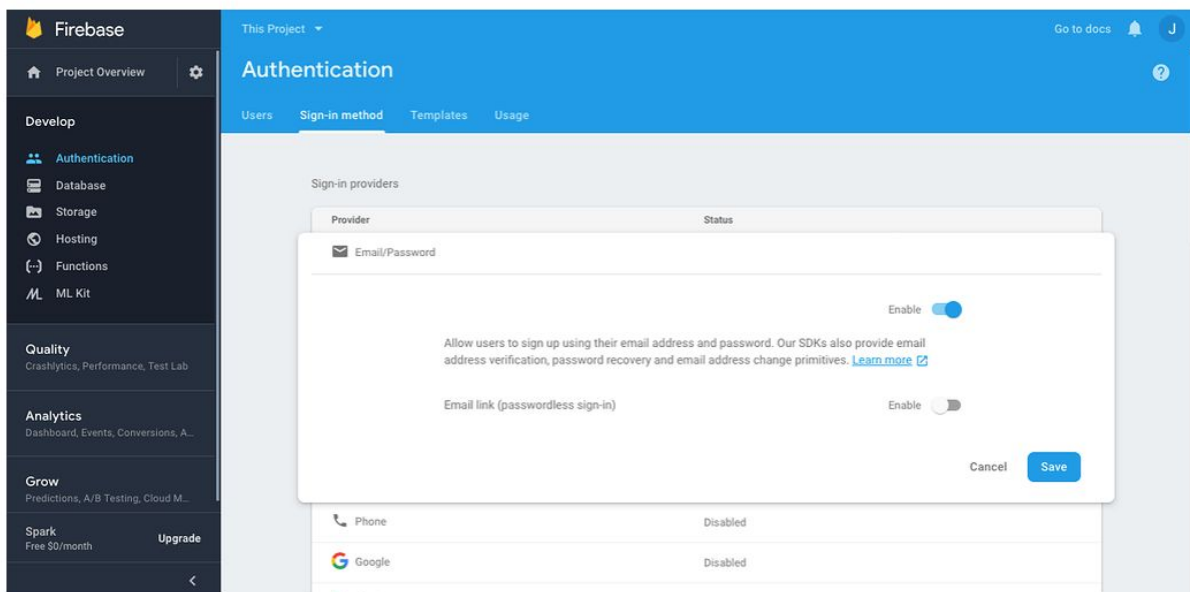 Firebase
Project Overview
Develop
Authentication
Database
Storage
Hosting
Functions
ML Kit
Quality
Crashlytics, Performance, Test Lab
Analytics
Dashboard, Events, Conversions, A...
Grow
Predictions, A/B Testing, Cloud M...
Spark
Free $0/month
Upgrade
This Project
Go to docs
J
Authentication
Users Sign-in method Templates Usage
Sign-in providers
Provider Status
Email/Password
Enable
Allow users to sign up using their email address and password. Our SDKs also provide email
address verification, password recovery and email address change primitives. Learn more
Email link (passwordless sign-in) Enable
Cancel Save
Phone Disabled
Google Disabled